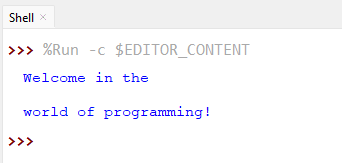 Shell ×
>>> %Run -c $EDITOR_CONTENT
Welcome in the
world of programming!
>>>